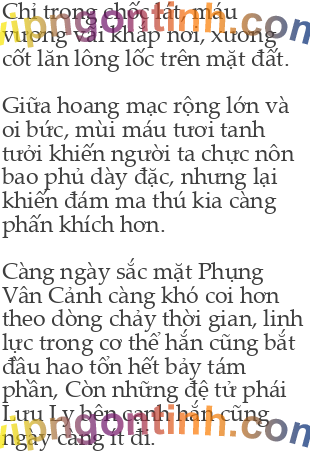 Chỉ trong chốc lát, máu
vương vãi khắp nơi, xương
cốt lăn lông lốc trên mặt đất.
Giữa hoang mạc rộng lớn và
oi bức, mùi máu tươi tanh
tưởi khiến người ta chực nôn
bao phủ dày đặc, nhưng lại
khiến đám ma thú kia càng
phấn khích hơn.
Càng ngày sắc mặt Phụng
Vân Cảnh càng khó coi hơn
theo dòng chảy thời gian, linh
lực trong cơ thể hắn cũng bắt
đầu hao tổn hết bảy tám
phần, Còn những đệ tử phái
Lưu Ly bên cạnh hắn cũng
ngày càng ít đi.
vipngontinh.com
vipngontinh.com